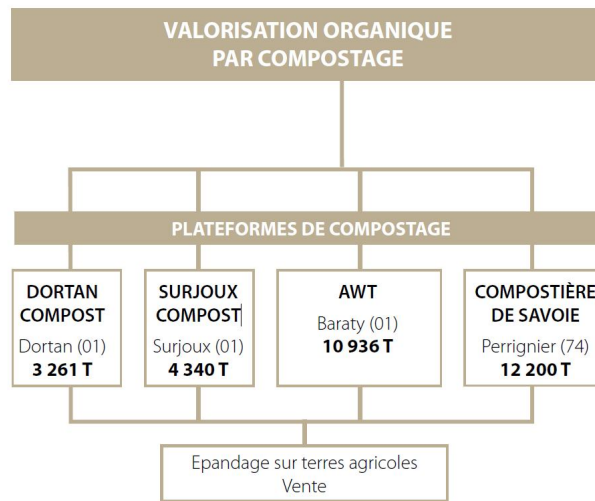 VALORISATION ORGANIQUE
PAR COMPOSTAGE
PLATEFORMES DE COMPOSTAGE
DORTAN
COMPOST
Dortan (01)
3 261 T
SURJOUX
COMPOST
Surjoux (01)
4 340 T
AWT
Baraty (01)
10 936 T
COMPOSTIÈRE
DE SAVOIE
Perrignier (74)
12 200 T
Epandage sur terres agricoles
Vente